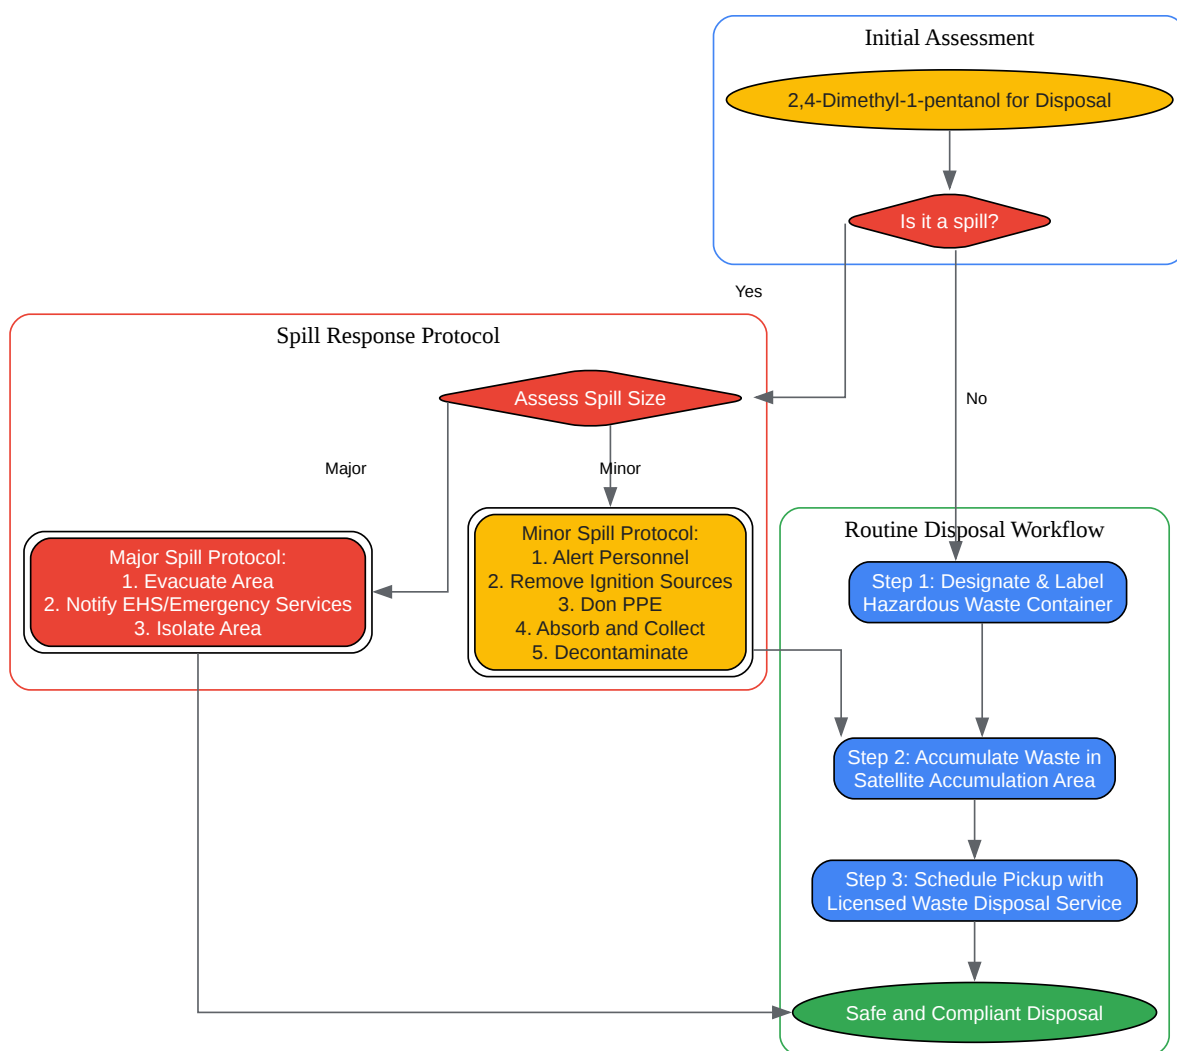 Initial Assessment
2,4-Dimethyl-1-pentanol for Disposal
Is it a spill?
Yes
No
Spill Response Protocol
Assess Spill Size
Major
Minor
Major Spill Protocol:
1. Evacuate Area
2. Notify EHS/Emergency Services
3. Isolate Area
Minor Spill Protocol:
1. Alert Personnel
2. Remove Ignition Sources
3. Don PPE
4. Absorb and Collect
5. Decontaminate
Routine Disposal Workflow
Step 1: Designate & Label
Hazardous Waste Container
Step 2: Accumulate Waste in
Satellite Accumulation Area
Step 3: Schedule Pickup with
Licensed Waste Disposal Service
Safe and Compliant Disposal